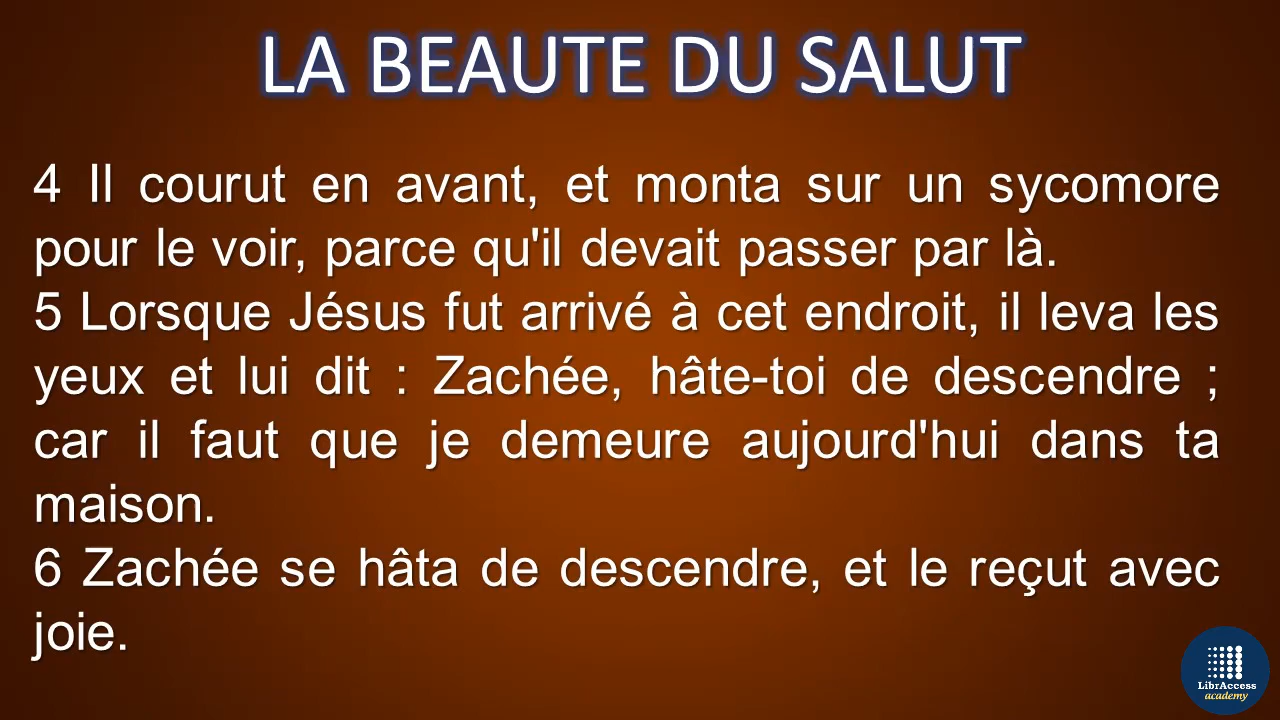 LA BEAUTE DU SALUT
4 Il courut en avant, et monta sur un sycomore
pour le voir, parce qu'il devait passer par là.
5 Lorsque Jésus fut arrivé à cet endroit, il leva les
yeux et lui dit : Zachée, hâte-toi de descendre ;
car il faut que je demeure aujourd'hui dans ta
maison.
6 Zachée se hâta de descendre, et le reçut avec
joie.
LibrAccess
academy